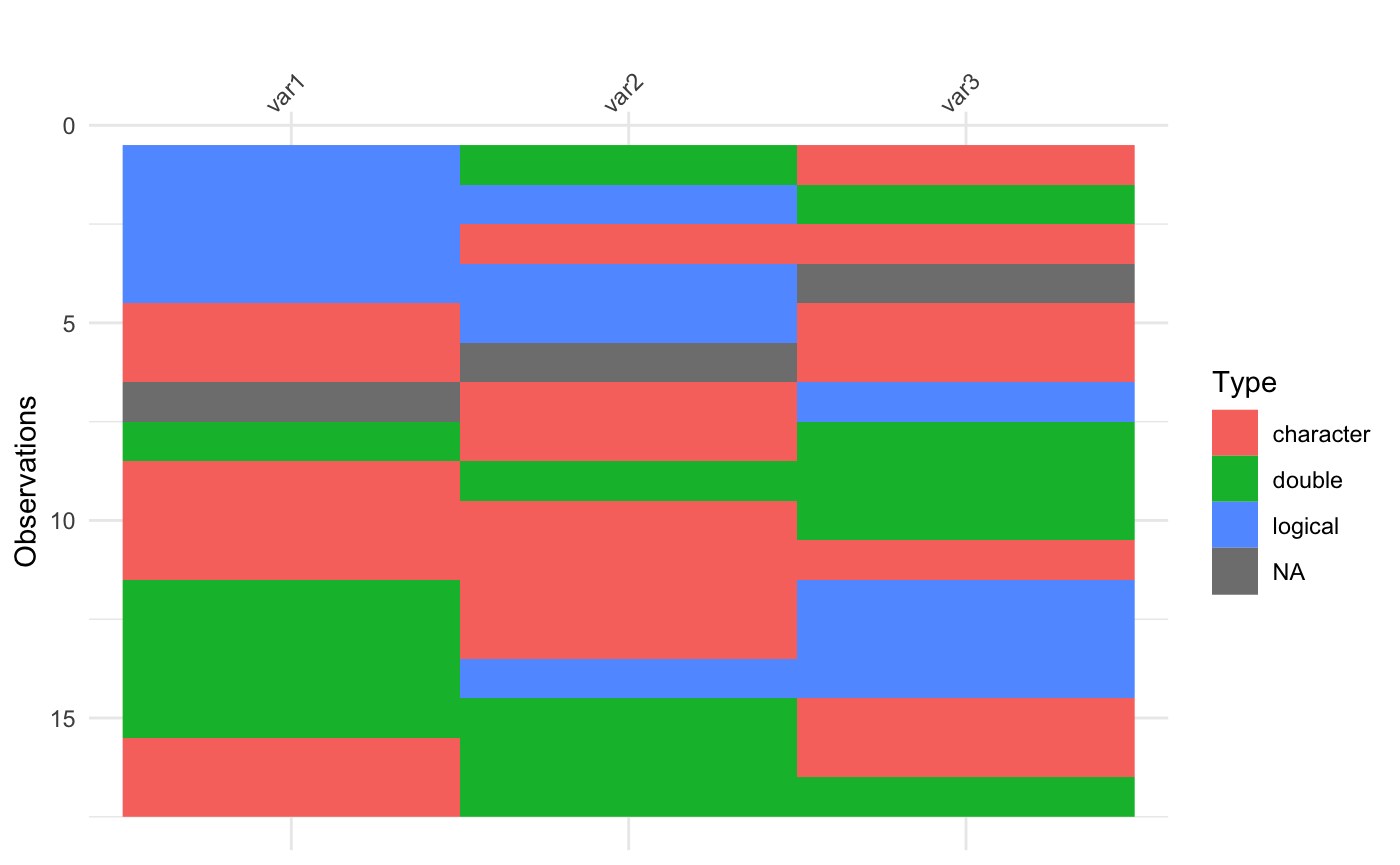 var1
var2
var3
0
5
10
15
Observations
Type
character
double
logical
NA